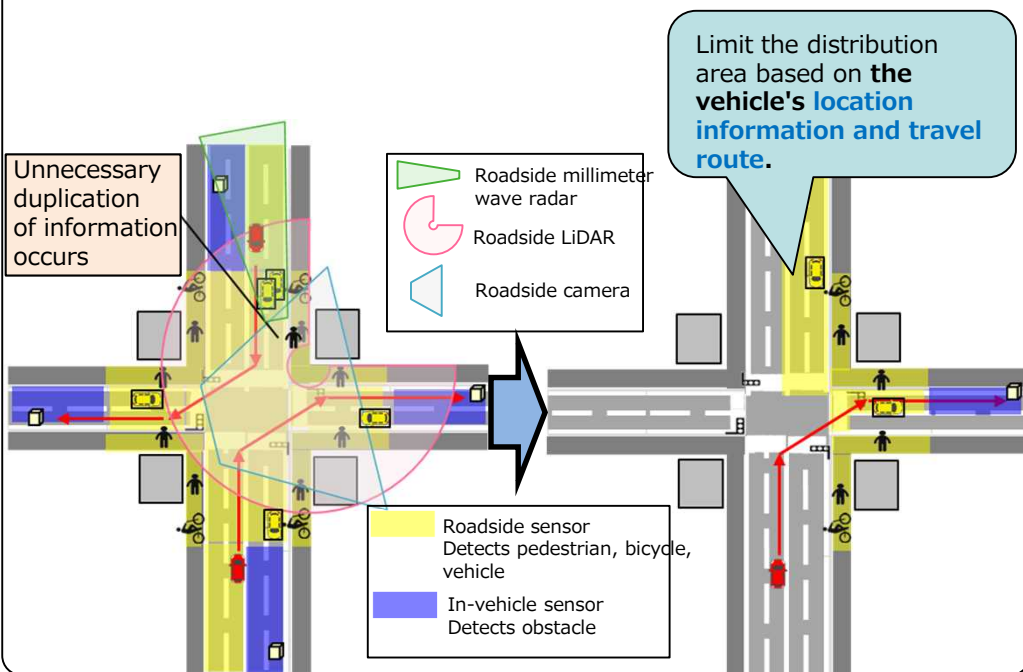 Limit the distribution
area based on the
vehicle's location
information and travel
route.
Unnecessary
duplication
of information
occurs
Roadside millimeter
wave radar
Roadside LiDAR
Roadside camera
Roadside sensor
Detects pedestrian, bicycle,
vehicle
In-vehicle sensor
Detects obstacle